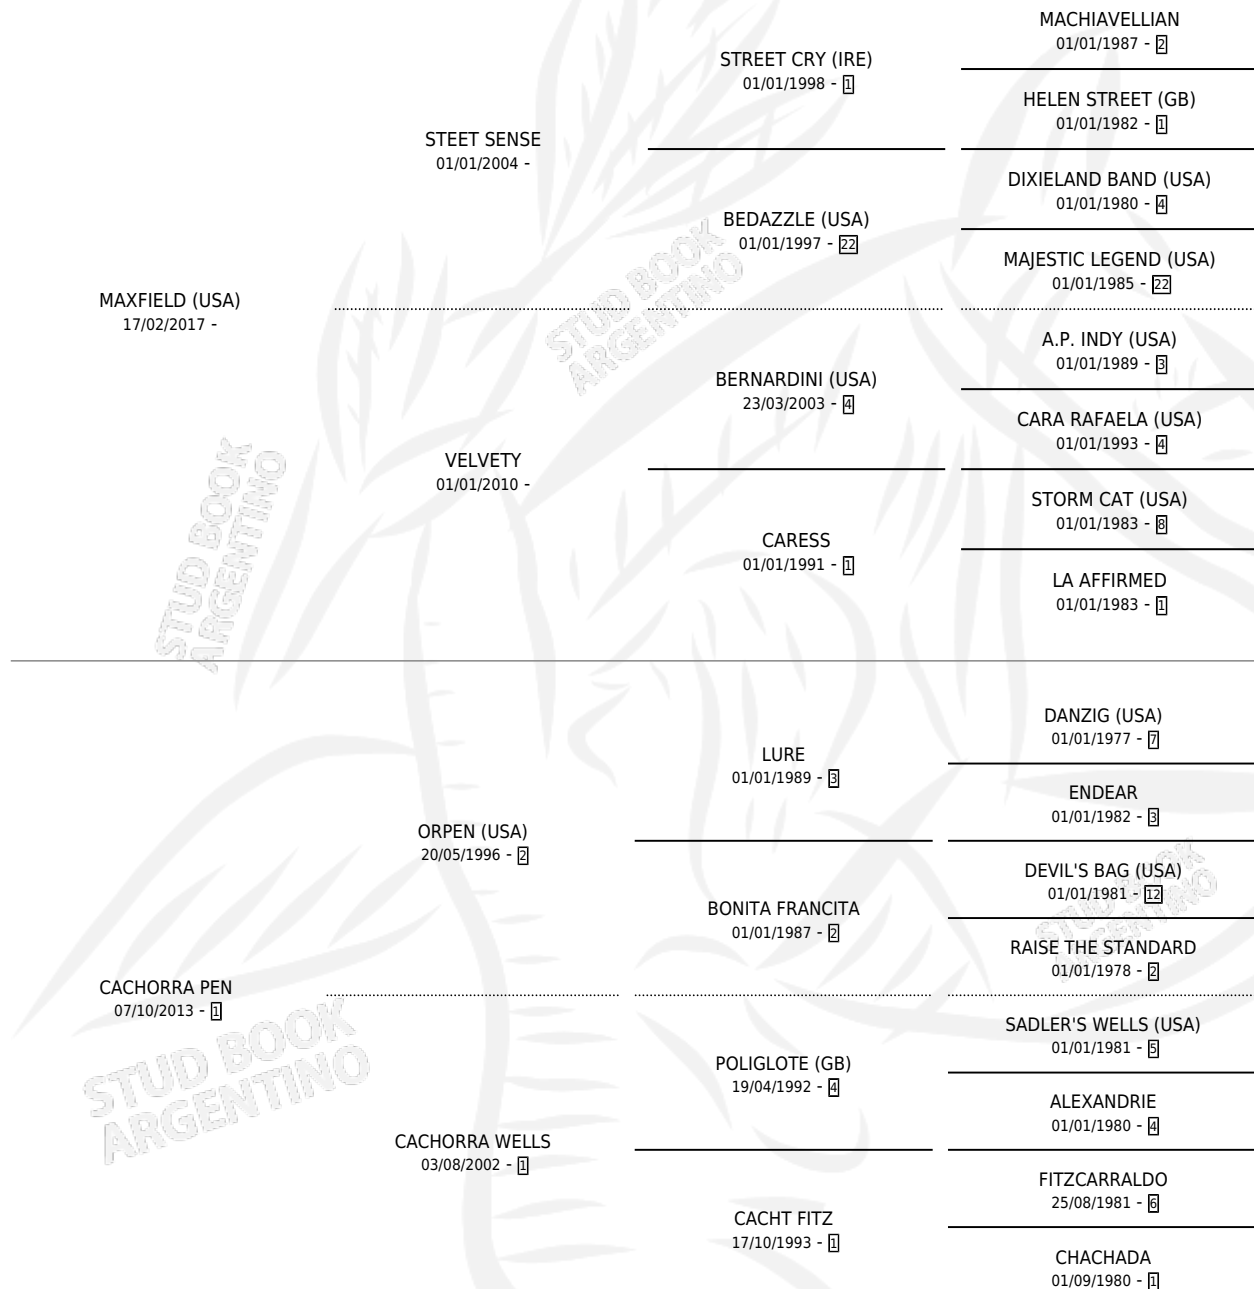 MACHIAVELLIAN
01/01/1987 - 2
STREET CRY (IRE)
01/01/1998 - 1
HELEN STREET (GB)
01/01/1982 - 1
STEET SENSE
01/01/2004 -
DIXIELAND BAND (USA)
01/01/1980 - 4
BEDAZZLE (USA)
01/01/1997 - 22
MAJESTIC LEGEND (USA)
01/01/1985 - 22
MAXFIELD (USA)
17/02/2017 -
STUD BOOK
ARGENTINO
A.P. INDY (USA)
01/01/1989 - 3
BERNARDINI (USA)
23/03/2003 - 4
CARA RAFAELA (USA)
01/01/1993 - 4
VELVETY
01/01/2010 -
STORM CAT (USA)
01/01/1983 - 8
CARESS
01/01/1991 - 1
LA AFFIRMED
01/01/1983 - 1
STUD BOOK
ARGENTINO
DANZIG (USA)
01/01/1977 - 7
LURE
01/01/1989 - 3
ENDEAR
01/01/1982 - 3
ORPEN (USA)
20/05/1996 - 2
DEVIL'S BAG (USA)
01/01/1981 - 12
BONITA FRANCITA
01/01/1987 - 2
RAISE THE STANDARD
01/01/1978 - 2
STUD BOOK
ARGENTINO
CACHORRA PEN
07/10/2013 - 1
SADLER'S WELLS (USA)
01/01/1981 - 5
POLIGLOTE (GB)
19/04/1992 - 4
ALEXANDRIE
01/01/1980 - 4
STUD BOOK
ARGENTINO
CACHORRA WELLS
03/08/2002 - 1
FITZCARRALDO
25/08/1981 - 6
CACHT FITZ
17/10/1993 - 1
CHACHADA
01/09/1980 - 1